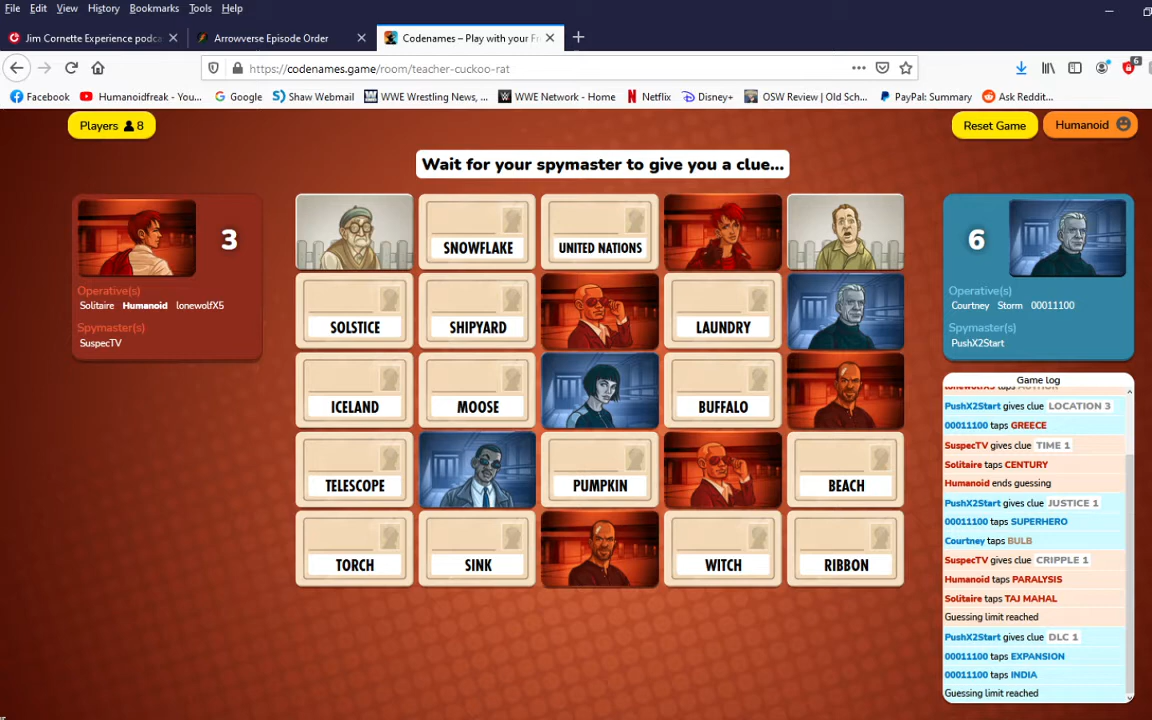 File Edit View History Bookmarks Tools Help
Jim Cornette Experience podca
Arrowverse Episode Order
Codenames – Play with your Fr
https://codenames.game/room/teacher-cuckoo-rat
6
Facebook
Humanoidfreak - You...
Google
Shaw Webmail
WWE Wrestling News, ...
WWE Network - Home
Netflix
Disney+
OSW Review | Old Sch...
PayPal: Summary
Ask Reddit...
Players 8
Reset Game
Humanoid
Wait for your spymaster to give you a clue...
3
Operative(s)
Solitaire Humanoid lonewolfX5
Spymaster(s)
SuspecTV
SNOWFLAKE
UNITED NATIONS
SOLSTICE
SHIPYARD
LAUNDRY
ICELAND
MOOSE
BUFFALO
TELESCOPE
PUMPKIN
BEACH
TORCH
SINK
WITCH
RIBBON
6
Operative(s)
Courtney Storm 00011100
Spymaster(s)
PushX2Start
Game log
PushX2Start gives clue LOCATION 3
00011100 taps GREECE
SuspecTV gives clue TIME 1
Solitaire taps CENTURY
Humanoid ends guessing
PushX2Start gives clue JUSTICE 1
00011100 taps SUPERHERO
Courtney taps BULB
SuspecTV gives clue CRIPPLE 1
Humanoid taps PARALYSIS
Solitaire taps TAJ MAHAL
Guessing limit reached
PushX2Start gives clue DLC 1
00011100 taps EXPANSION
00011100 taps INDIA
Guessing limit reached